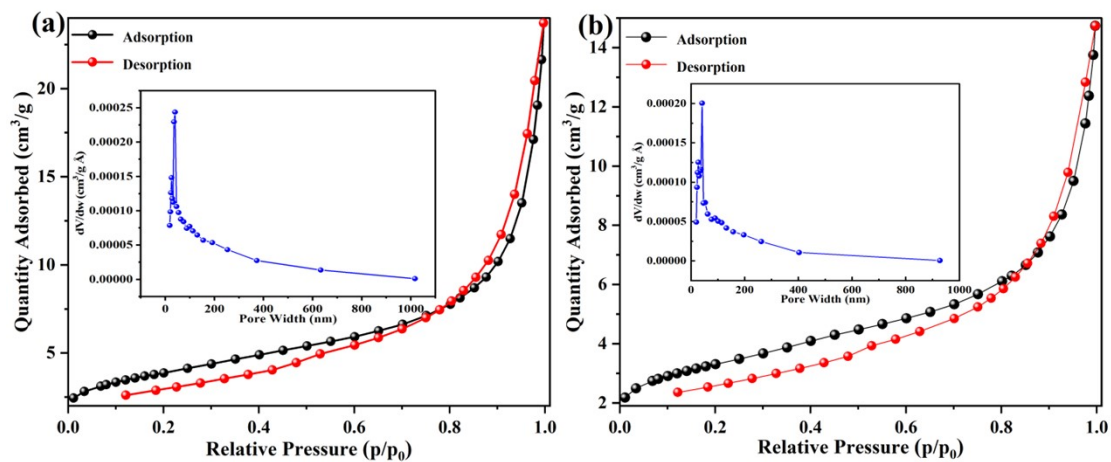 (a)
Adsorption
Desorption
Quantity Adsorbed (cm³/g)
20
15
10
5
0.0 0.2 0.4 0.6 0.8 1.0
Relative Pressure (p/p₀)
dV/dw (cm³/g Å)
0.00025
0.00020
0.00015
0.00010
0.00005
0.00000
0 200 400 600 800 1000
Pore Width (nm)
(b)
Adsorption
Desorption
Quantity Adsorbed (cm³/g)
14
12
10
8
6
4
2
0.0 0.2 0.4 0.6 0.8 1.0
Relative Pressure (p/p₀)
dV/dw (cm³/g Å)
0.00020
0.00015
0.00010
0.00005
0.00000
0 200 400 600 800 1000
Pore Width (nm)